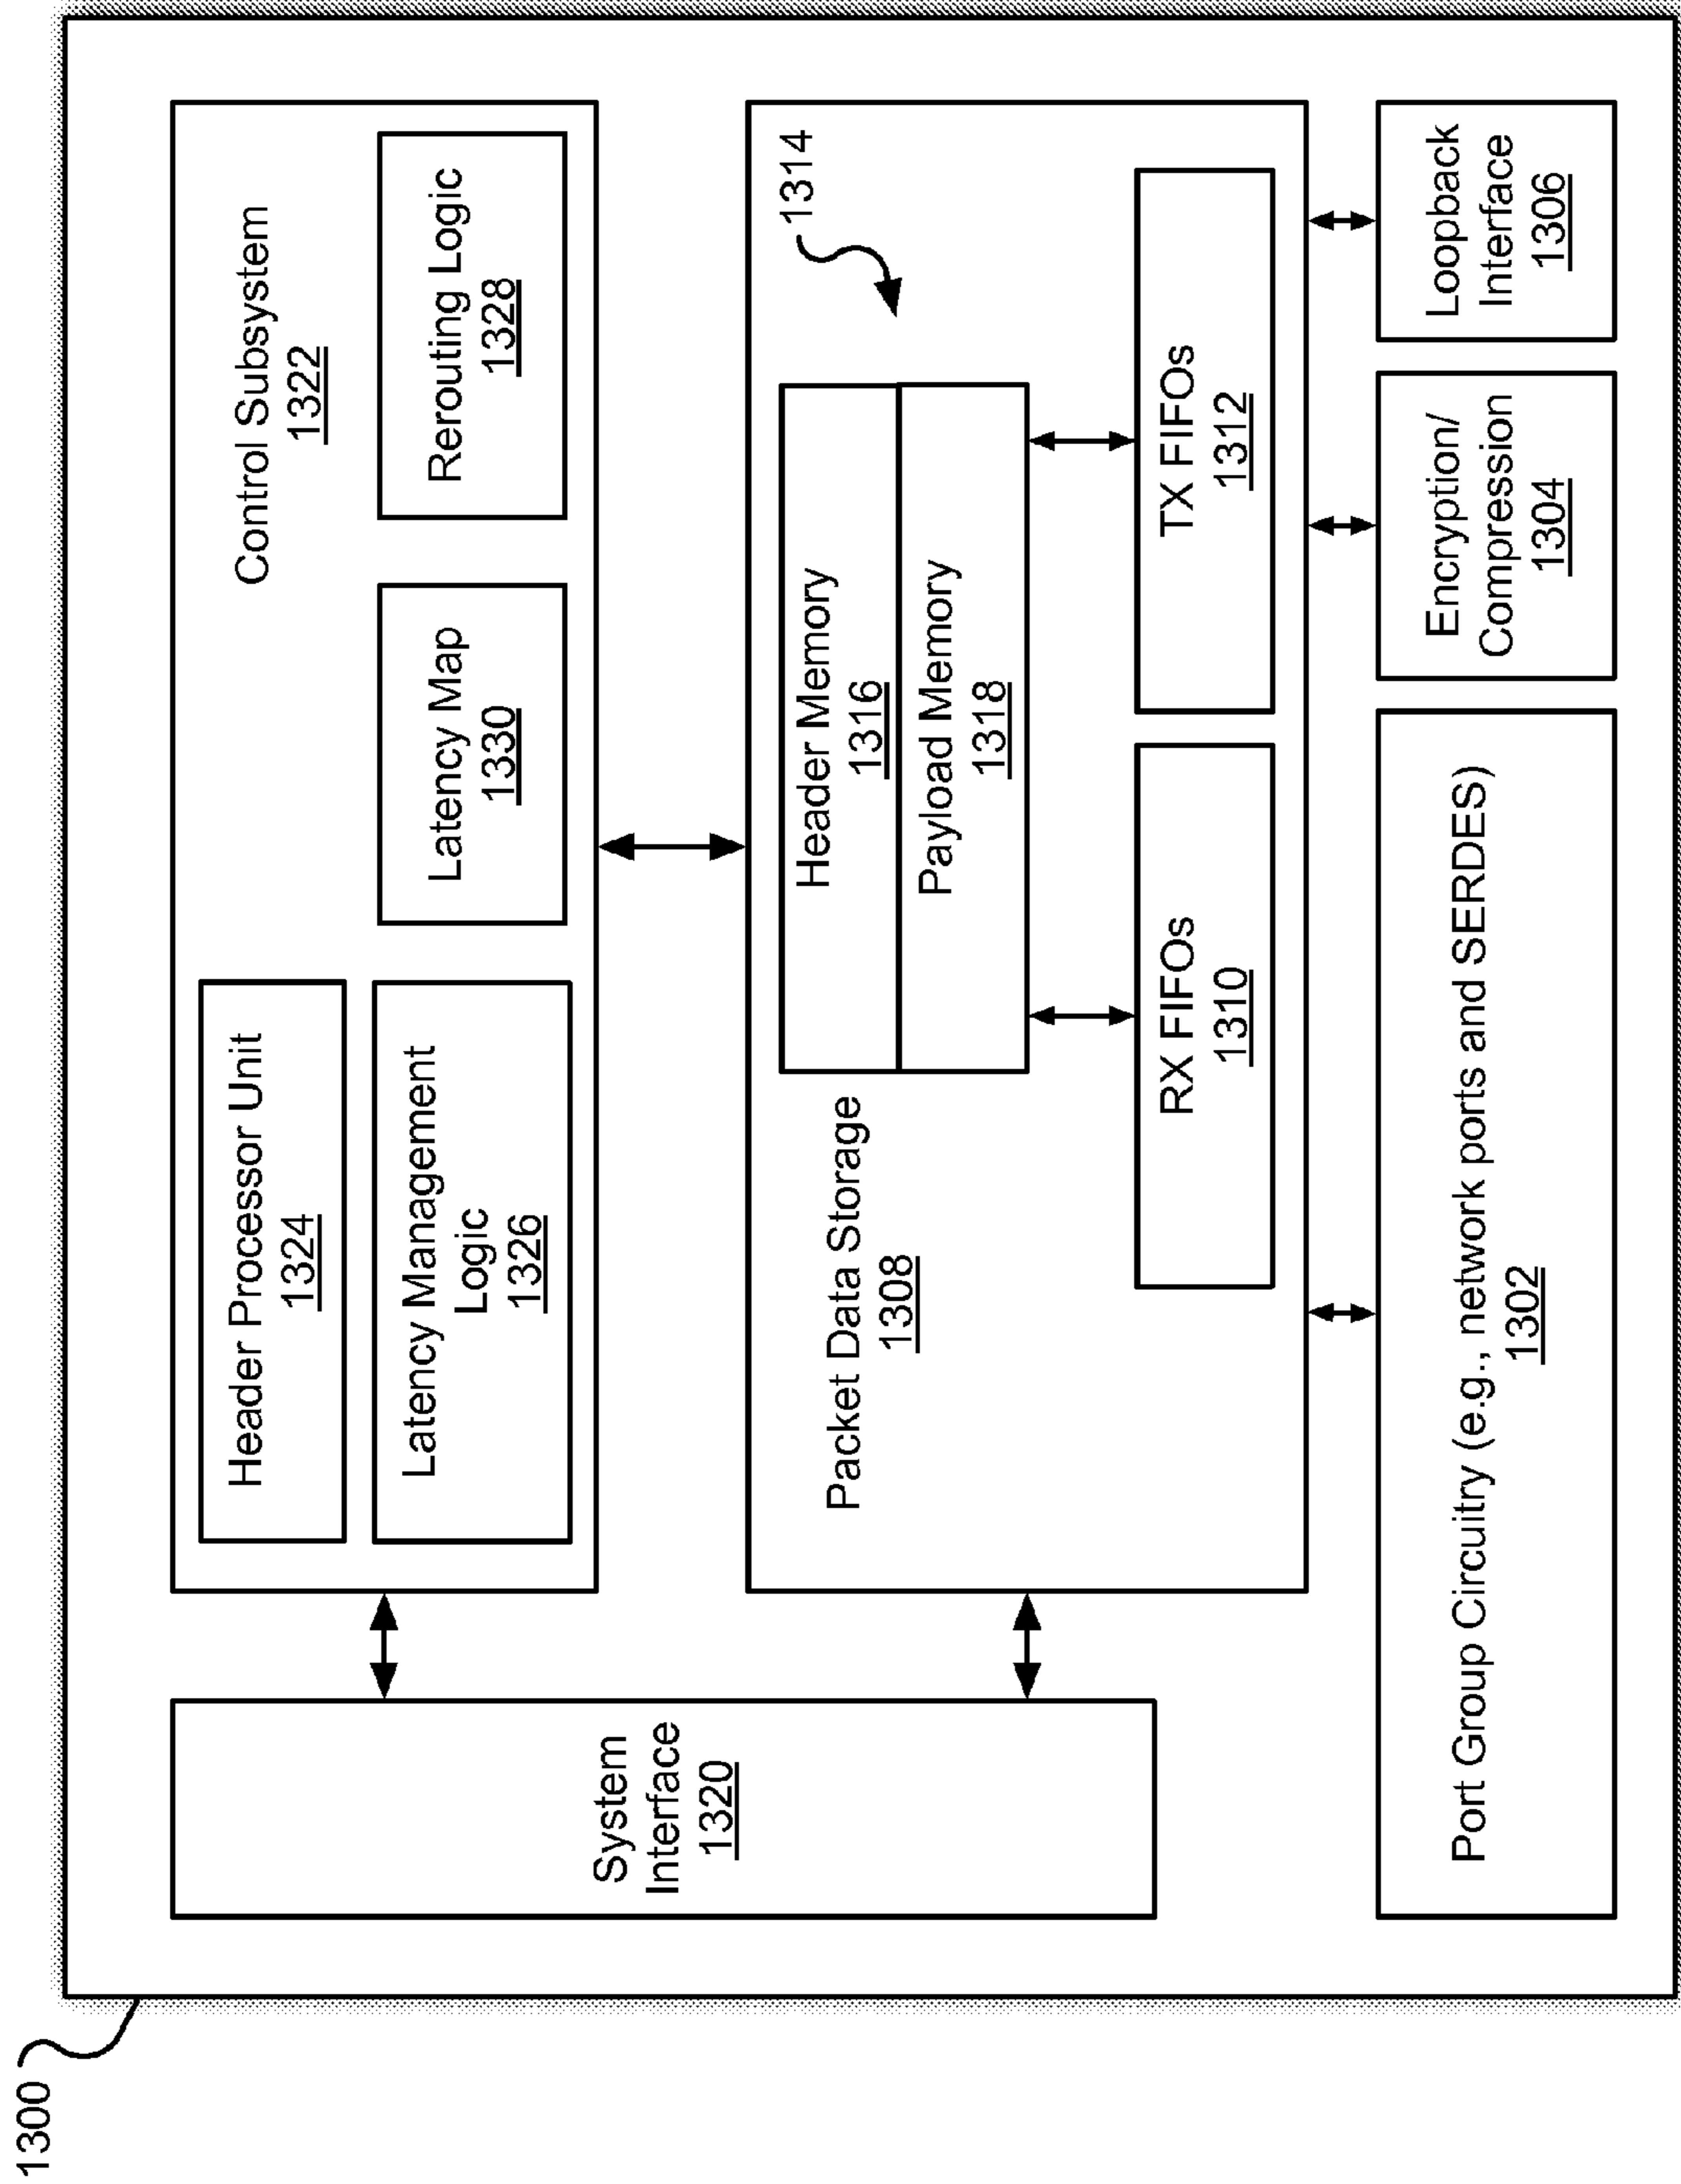 1300
System
Interface
1320
Control Subsystem
1322
Header Processor Unit
1324
Latency Management
Logic
1326
Latency Map
1330
Rerouting Logic
1328
Packet Data Storage
1308
1314
Header Memory
1316
Payload Memory
1318
RX FIFOs
1310
TX FIFOs
1312
Port Group Circuitry (e.g., network ports and SERDES)
1302
Encryption/
Compression
1304
Loopback
Interface
1306